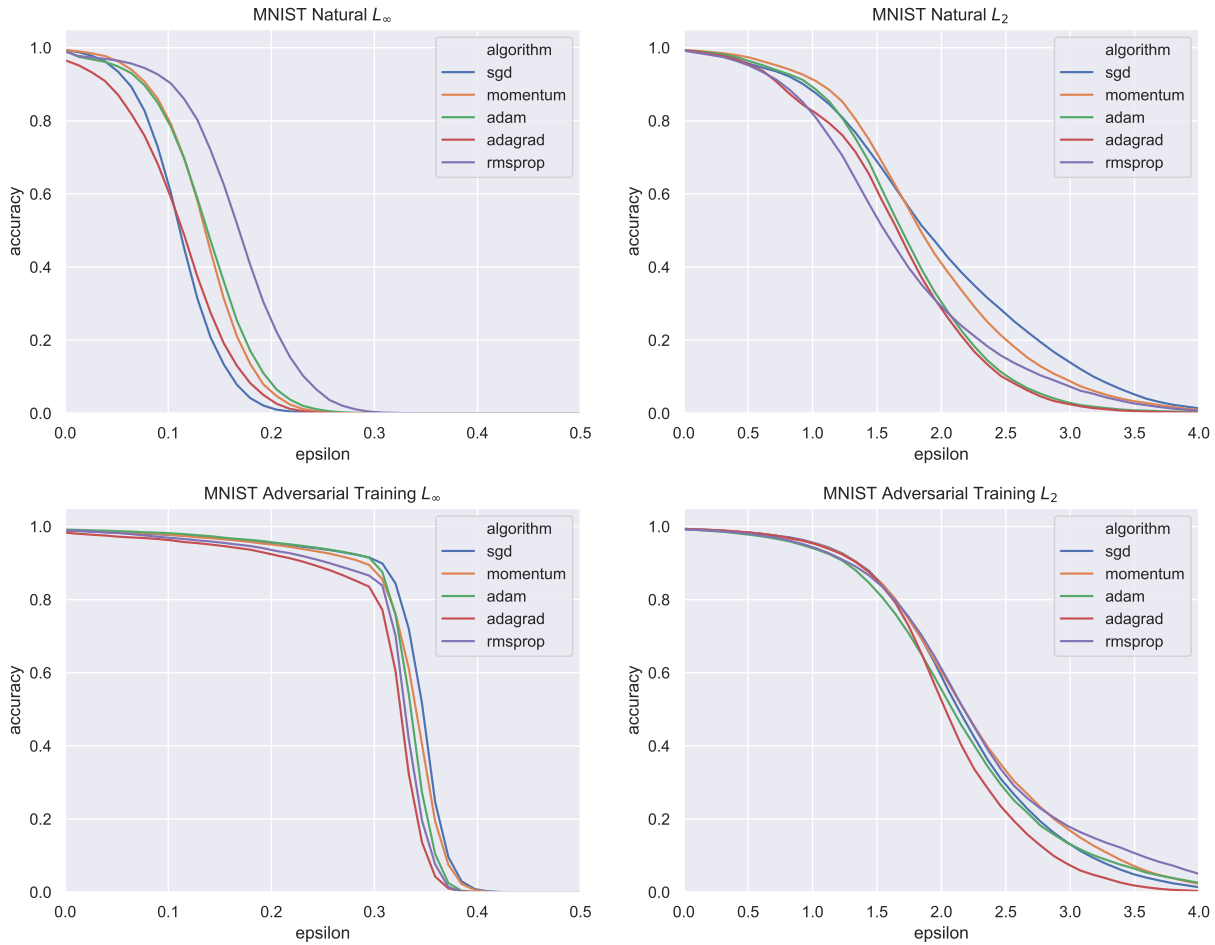 MNIST Natural L∞
1.0
0.8
0.6
0.4
0.2
0.0
accuracy
algorithm
sgd
momentum
adam
adagrad
rmsprop
0.0 0.1 0.2 0.3 0.4 0.5
epsilon
MNIST Natural L2
1.0
0.8
0.6
0.4
0.2
0.0
accuracy
algorithm
sgd
momentum
adam
adagrad
rmsprop
0.0 0.5 1.0 1.5 2.0 2.5 3.0 3.5 4.0
epsilon
MNIST Adversarial Training L∞
1.0
0.8
0.6
0.4
0.2
0.0
accuracy
algorithm
sgd
momentum
adam
adagrad
rmsprop
0.0 0.1 0.2 0.3 0.4 0.5
epsilon
MNIST Adversarial Training L2
1.0
0.8
0.6
0.4
0.2
0.0
accuracy
algorithm
sgd
momentum
adam
adagrad
rmsprop
0.0 0.5 1.0 1.5 2.0 2.5 3.0 3.5 4.0
epsilon